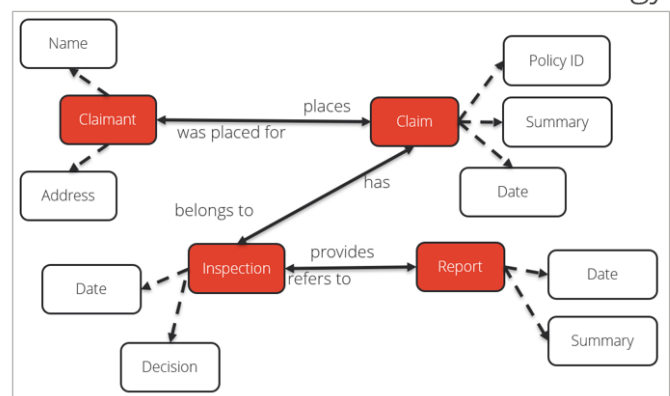 gy
Name
Policy ID
Claimant
places
Claim
Summary
was placed for
has
Address
Date
belongs to
provides
Inspection
Report
refers to
Date
Date
Summary
Decision